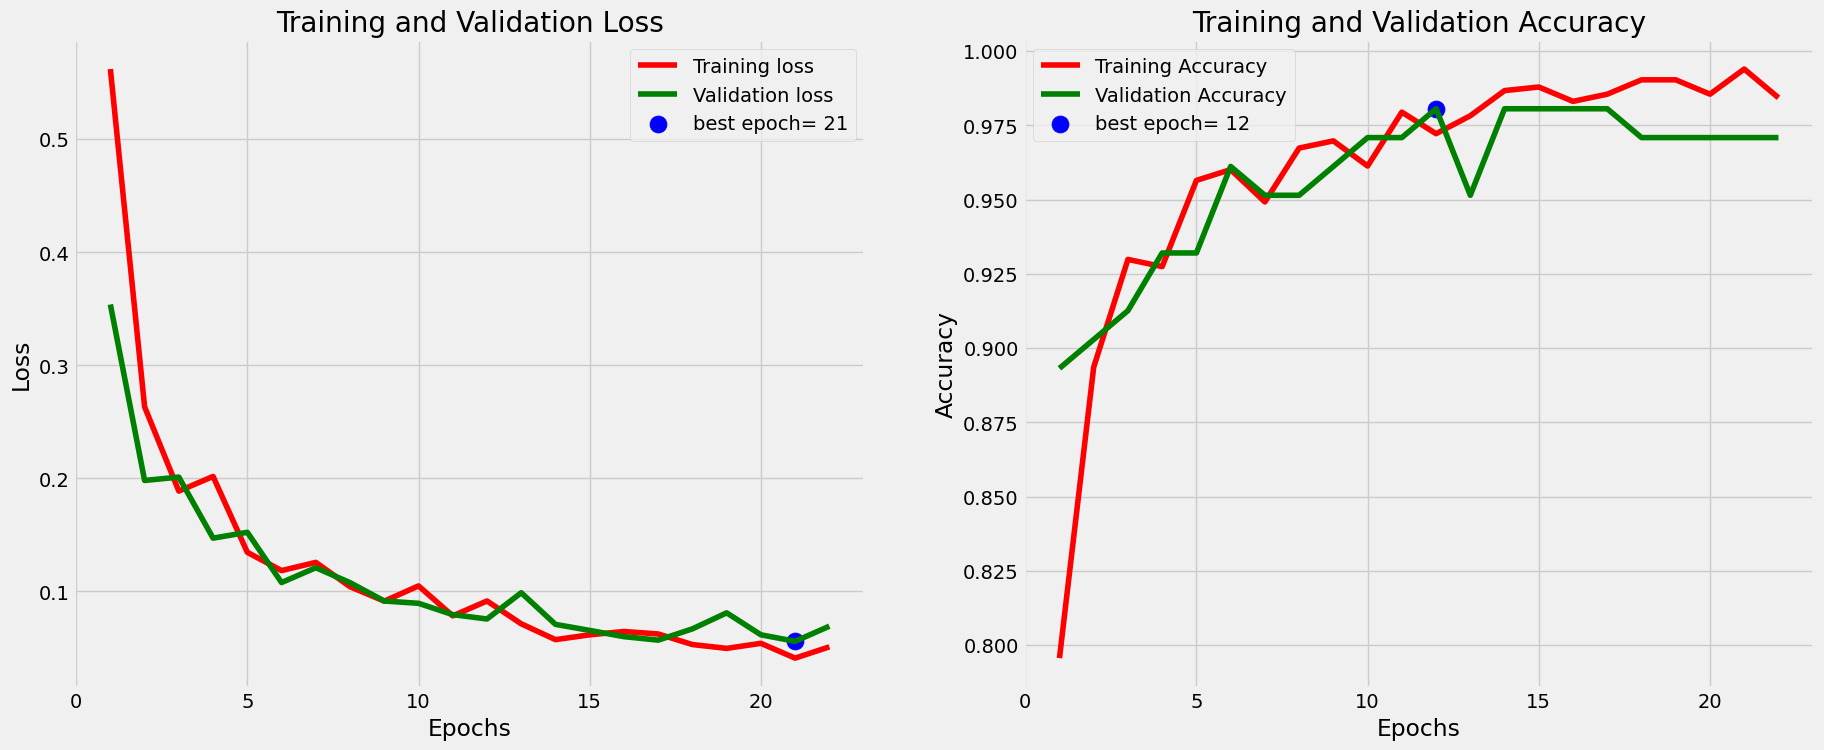 Training and Validation Loss
Training loss
Validation loss
best epoch= 21
0.5
0.4
0.3
0.2
0.1
Loss
0
5
10
15
20
Epochs
Training and Validation Accuracy
Training Accuracy
Validation Accuracy
best epoch= 12
1.000
0.975
0.950
0.925
0.900
0.875
0.850
0.825
0.800
Accuracy
0
5
10
15
20
Epochs